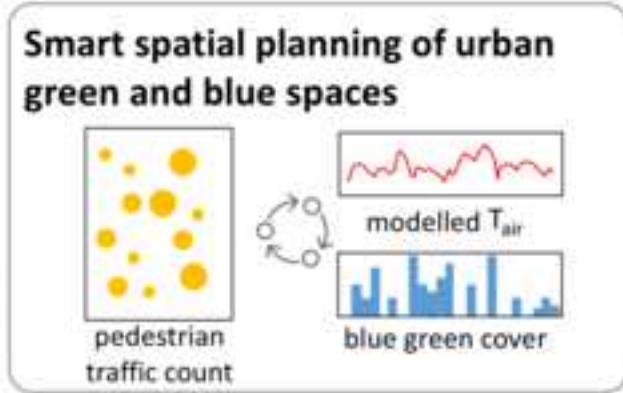 Smart spatial planning of urban
green and blue spaces
modelled Tair
blue green cover
pedestrian
traffic count